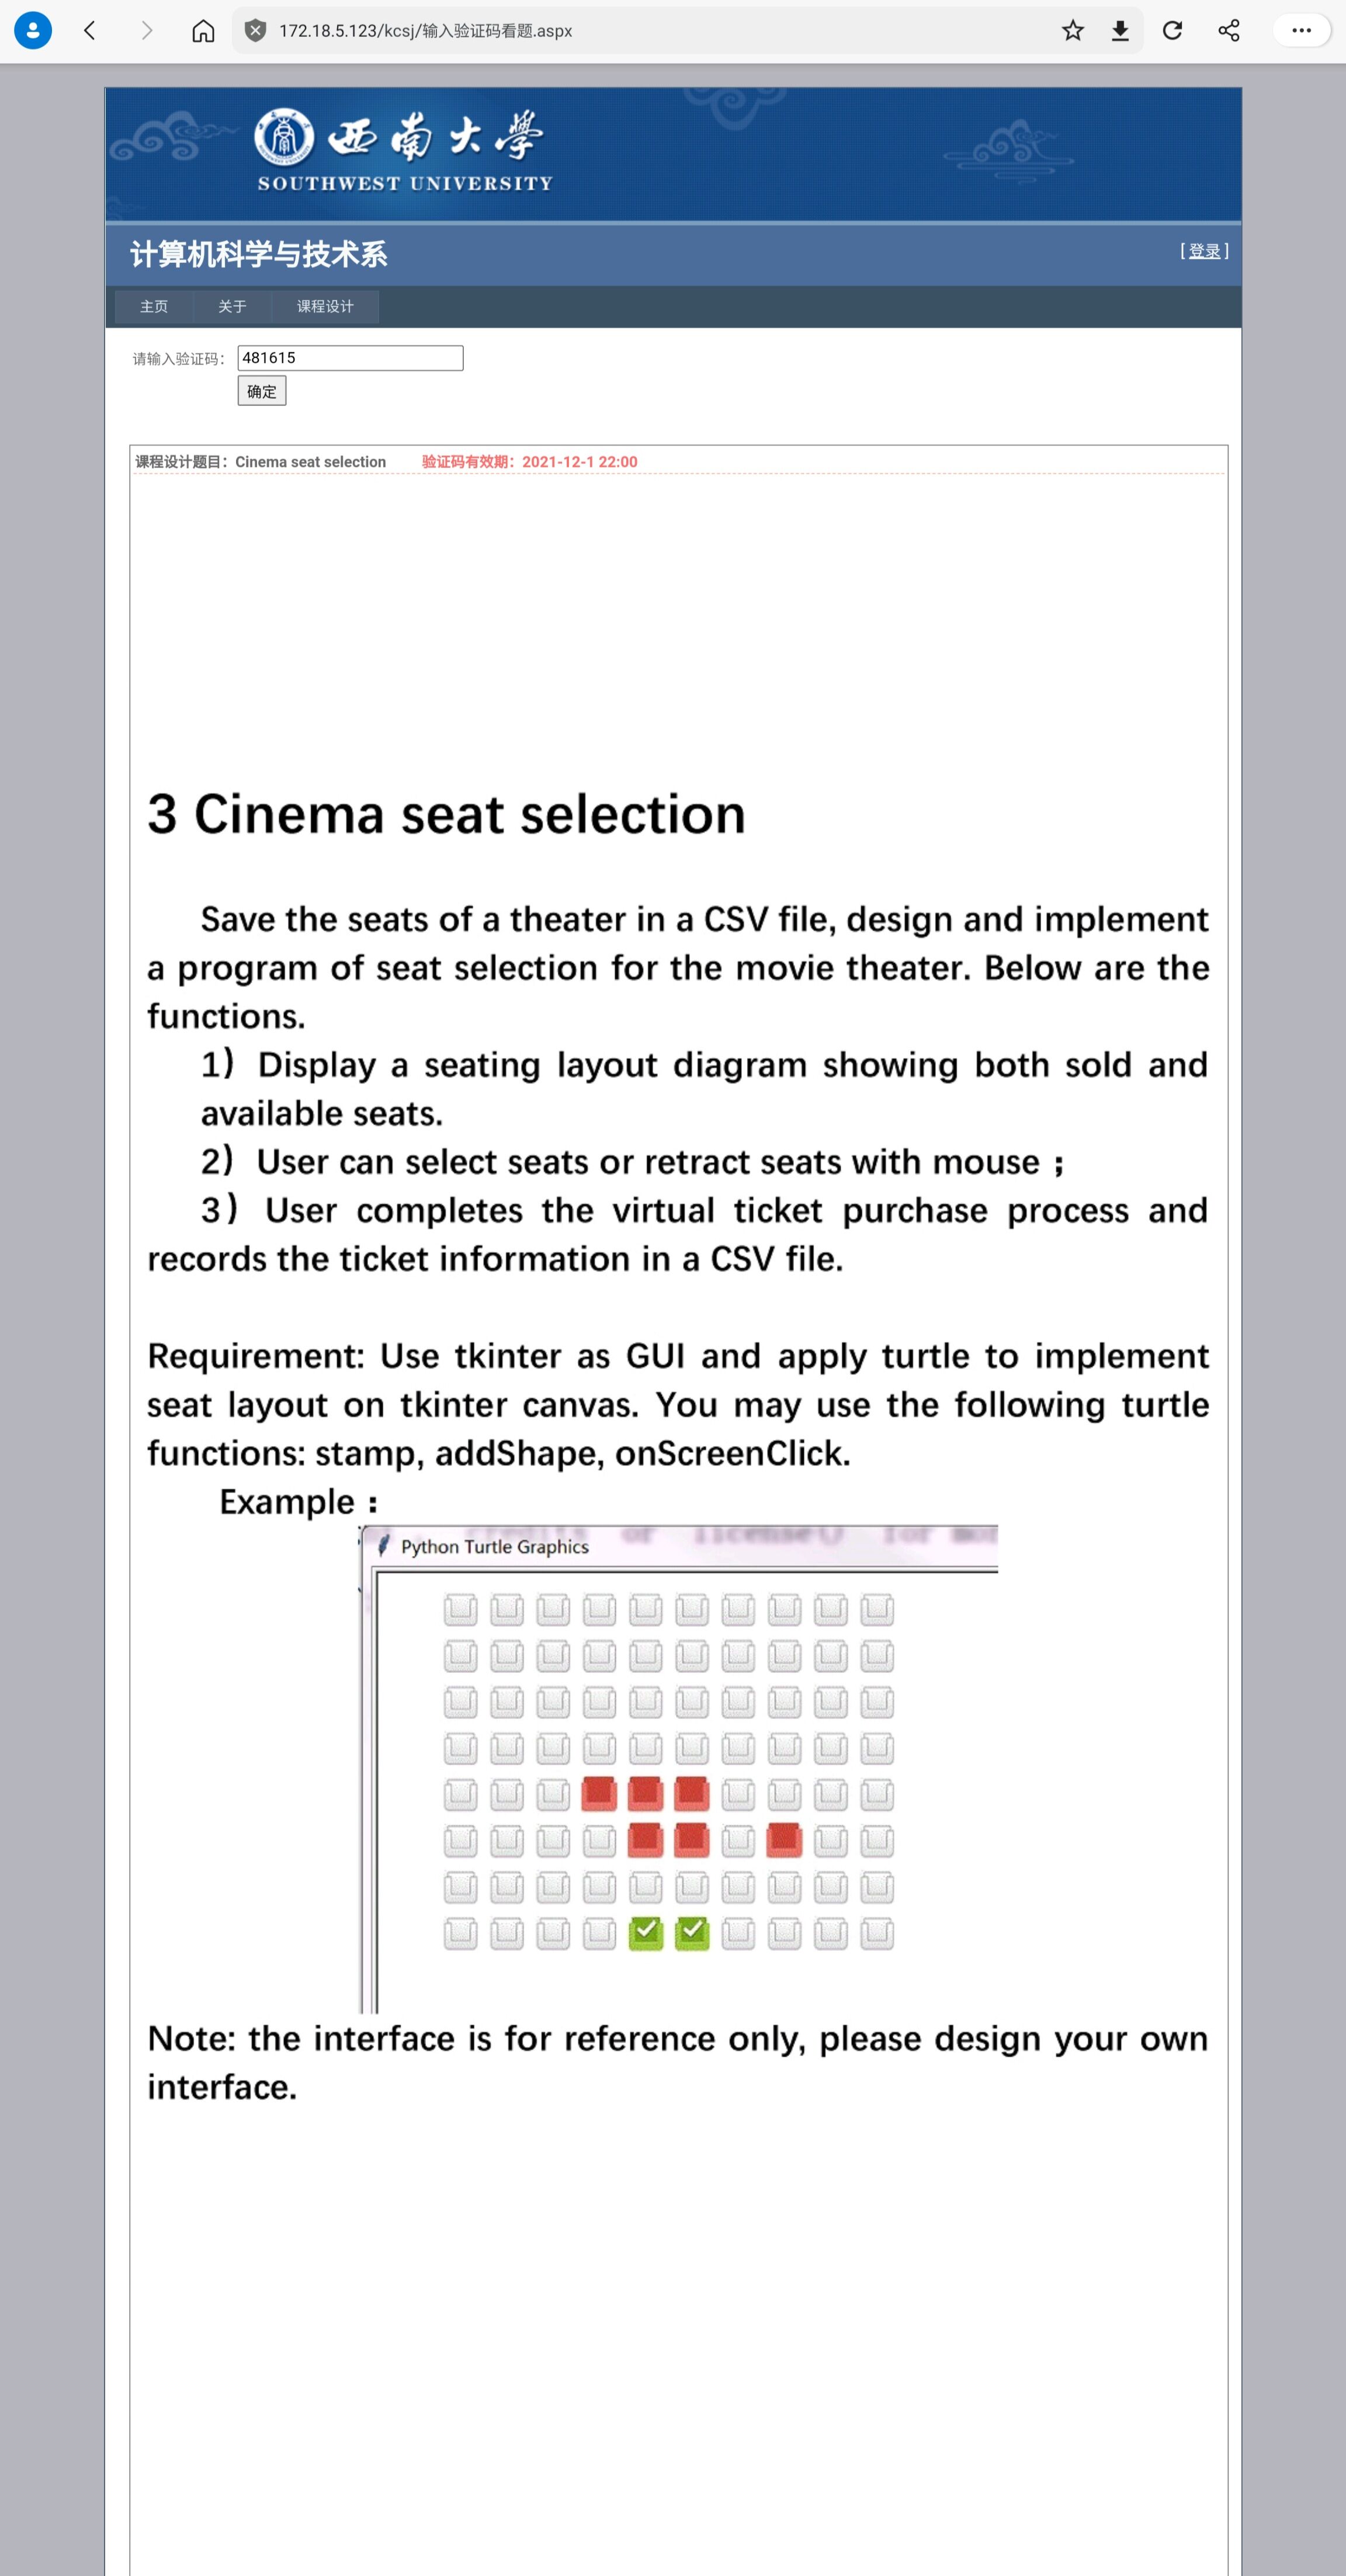 172.18.5.123/kcsj/输入验证码看题.aspx
西南大学
SOUTHWEST UNIVERSITY
计算机科学与技术系
[ 登录 ]
主页 关于 课程设计
请输入验证码： 481615
确定
课程设计题目：Cinema seat selection 验证码有效期：2021-12-1 22:00
3 Cinema seat selection
Save the seats of a theater in a CSV file, design and implement
a program of seat selection for the movie theater. Below are the
functions.
1）Display a seating layout diagram showing both sold and
available seats.
2）User can select seats or retract seats with mouse；
3）User completes the virtual ticket purchase process and
records the ticket information in a CSV file.
Requirement: Use tkinter as GUI and apply turtle to implement
seat layout on tkinter canvas. You may use the following turtle
functions: stamp, addShape, onScreenClick.
Example：
credits or license() for mor
Python Turtle Graphics
Note: the interface is for reference only, please design your own
interface.